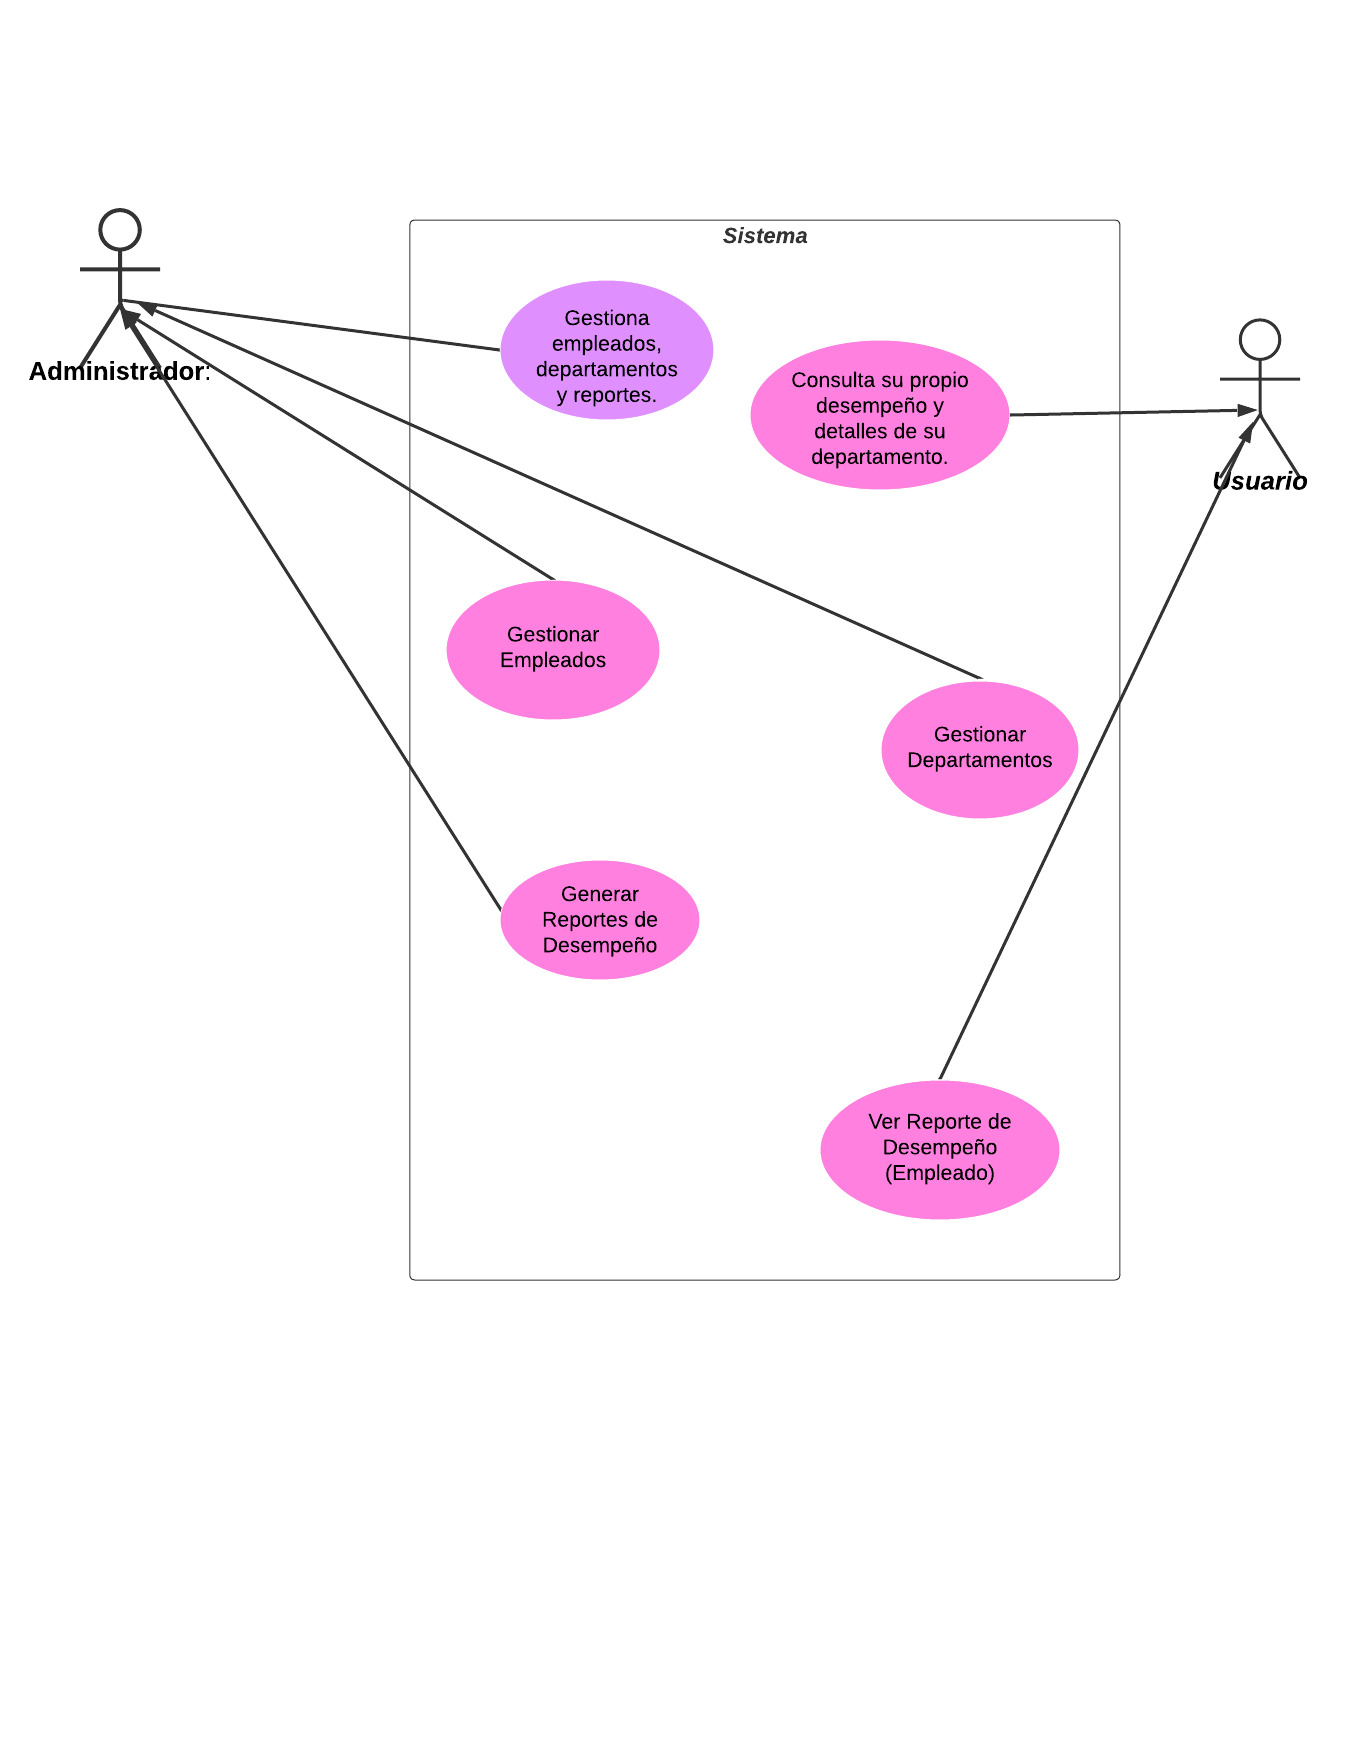 Sistema
Gestiona
empleados,
departamentos
y reportes.
Administrador:
Consulta su propio
desempeño y
detalles de su
departamento.
Usuario
Gestionar
Empleados
Gestionar
Departamentos
Generar
Reportes de
Desempeño
Ver Reporte de
Desempeño
(Empleado)